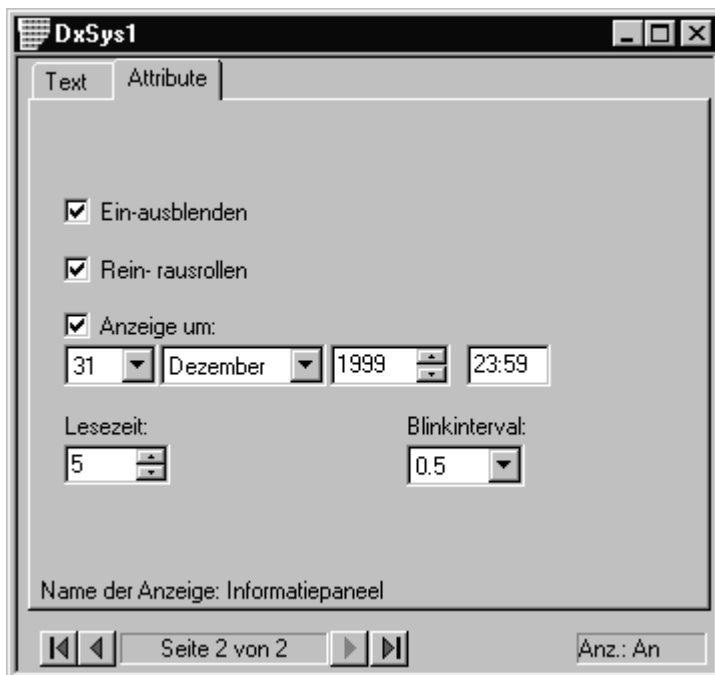 DxSys1
Text Attribute
Ein-ausblenden
Rein- rausrollen
Anzeige um:
31 Dezember 1999 23:59
Lesezeit: Blinkinterval:
5 0.5
Name der Anzeige: Informatiepaneel
Seite 2 von 2 Anz.: An